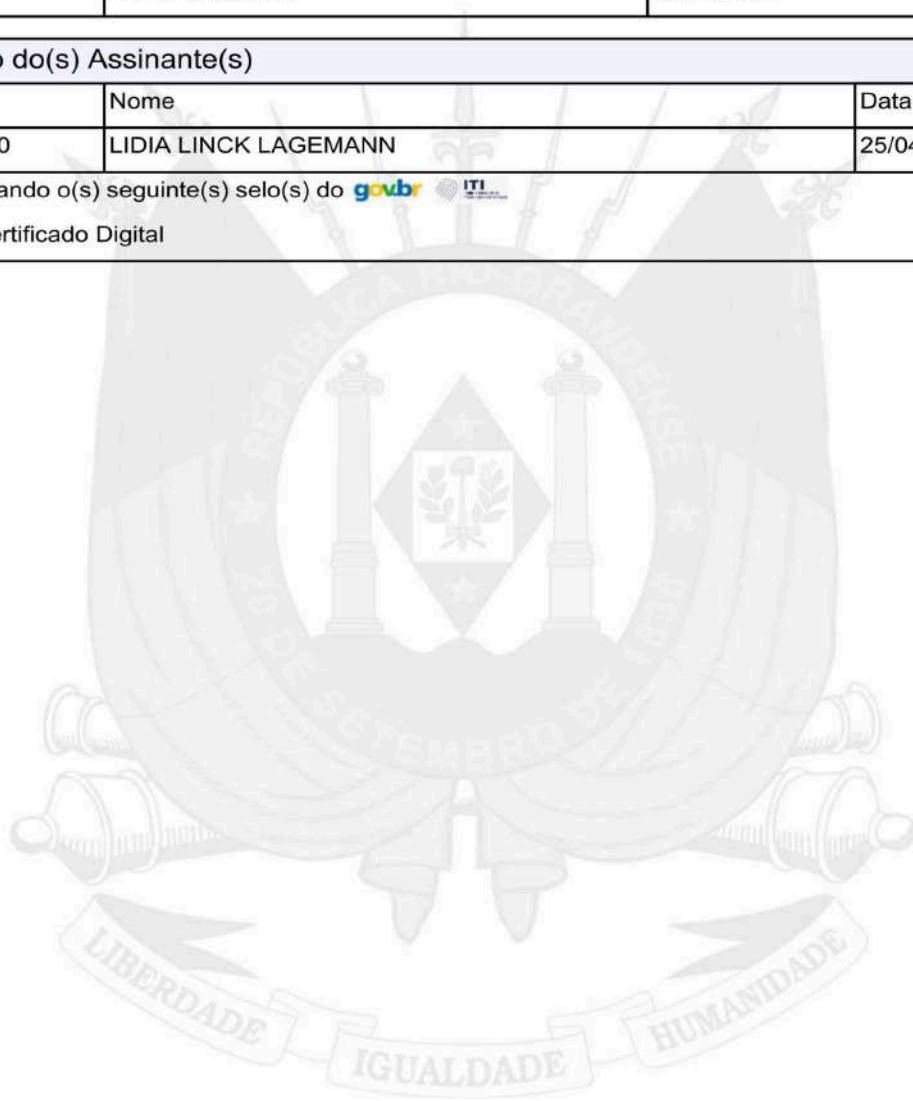 o do(s) Assinante(s)
Nome
Data
0
LIDIA LINCK LAGEMANN
25/04
ando o(s) seguinte(s) selo(s) do gov.br ITI
ertificado Digital
REPÚBLICA RIO-GRANDENSE
20 DE SETEMBRO DE 1835
LIBERDADE
IGUALDADE
HUMANIDADE